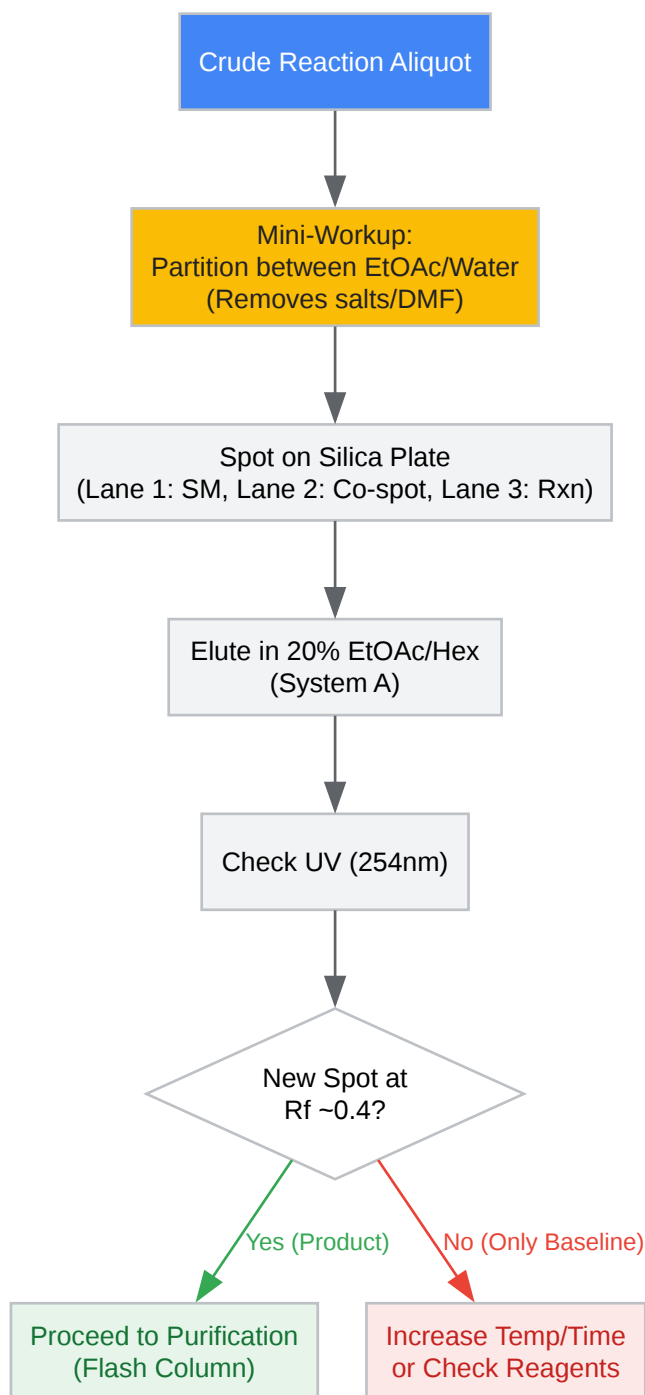 Crude Reaction Aliquot
Mini-Workup:
Partition between EtOAc/Water
(Removes salts/DMF)
Spot on Silica Plate
(Lane 1: SM, Lane 2: Co-spot, Lane 3: Rxn)
Elute in 20% EtOAc/Hex
(System A)
Check UV (254nm)
New Spot at
Rf ~0.4?
Yes (Product)
No (Only Baseline)
Proceed to Purification
(Flash Column)
Increase Temp/Time
or Check Reagents